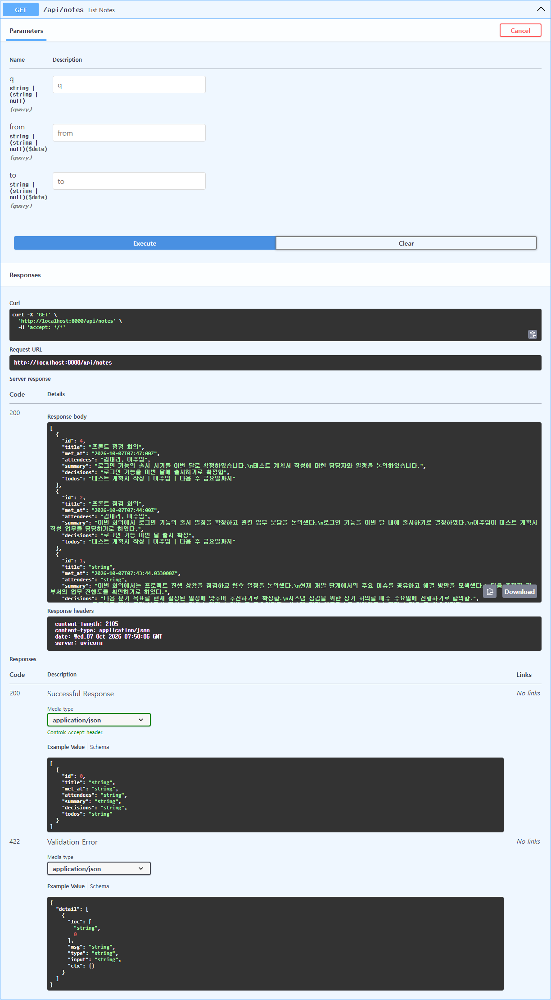 GET /api/notes List Notes
Parameters
Cancel
Name Description
q
string |
(string |
null)
(query)
q
from
string |
(string |
null)($date)
(query)
from
to
string |
(string |
null)($date)
(query)
to
Execute
Clear
Responses
Curl
curl -X 'GET' \
'http://localhost:8000/api/notes' \
-H 'accept: */*'
Request URL
http://localhost:8000/api/notes
Server response
Code Details
200
Response body
[
{
"id": 4,
"title": "프론트 점검 회의",
"met_at": "2026-10-07T07:47:00Z",
"attendees": "김대리, 이주임",
"summary": "로그인 기능의 출시 시기를 이번 달로 확정하였습니다.\n테스트 계획서 작성에 대한 담당자와 일정을 논의하였습니다.",
"decisions": "로그인 기능을 이번 달에 출시하기로 확정함",
"todos": "테스트 계획서 작성 | 이주임 | 다음 주 금요일까지"
},
{
"id": 2,
"title": "프론트 점검 회의",
"met_at": "2026-10-07T07:44:00Z",
"attendees": "김대리, 이주임",
"summary": "이번 회의에서 로그인 기능의 출시 일정을 확정하고 관련 업무 분담을 논의했다.\n로그인 기능을 이번 달 내에 출시하기로 결정하였다.\n이주임이 테스트 계획서
작성 업무를 담당하기로 하였다.",
"decisions": "로그인 기능 이번 달 출시 확정",
"todos": "테스트 계획서 작성 | 이주임 | 다음 주 금요일까지"
},
{
"id": 1,
"title": "string",
"met_at": "2026-10-07T07:43:44.033000Z",
"attendees": "string",
"summary": "이번 회의에서는 프로젝트 진행 상황을 점검하고 향후 일정을 논의했다.\n현재 개발 단계에서의 주요 이슈를 공유하고 해결 방안을 모색했다.
부서의 업무 진행도를 확인하기로 하였다.",
"decisions": "다음 분기 목표를 현재 설정된 일정에 맞추어 추진하기로 확정함.\n시스템 점검을 위한 정기 회의를 매주 수요일에 진행하기로 합의함.",
Download
Response headers
content-length: 2105
content-type: application/json
date: Wed,07 Oct 2026 07:50:06 GMT
server: uvicorn
Responses
Code Description Links
200 Successful Response No links
Media type
application/json
Controls Accept header.
Example Value Schema
[
{
"id": 0,
"title": "string",
"met_at": "string",
"attendees": "string",
"summary": "string",
"decisions": "string",
"todos": "string"
}
]
422 Validation Error No links
Media type
application/json
Example Value Schema
{
"detail": [
{
"loc": [
"string",
0
],
"msg": "string",
"type": "string",
"input": "string",
"ctx": {}
}
]
}